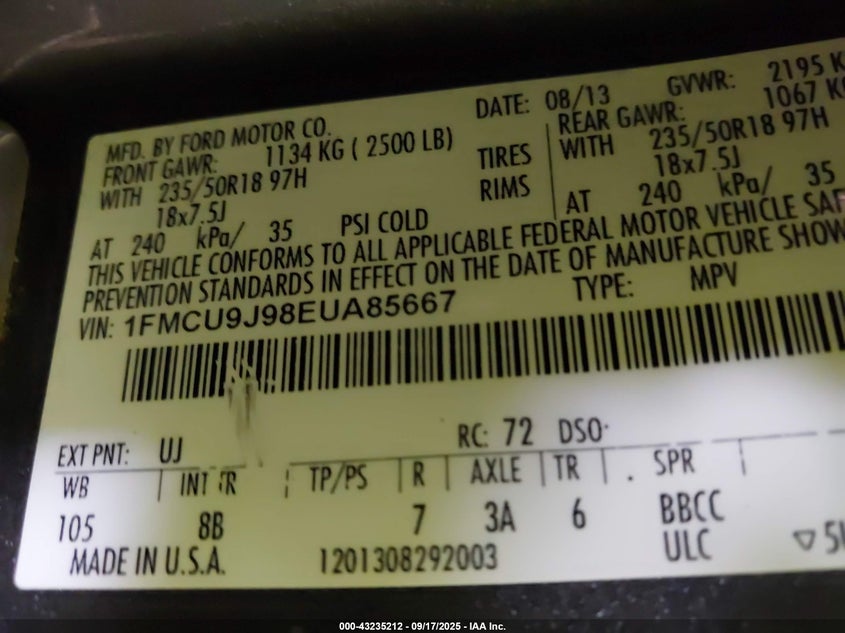 MFD. BY FORD MOTOR CO. DATE: 08/13 GVWR: 2195 K
FRONT GAWR: 1134 KG ( 2500 LB) REAR GAWR: 1067 KG
WITH 235/50R18 97H TIRES WITH 235/50R18 97H
18x7.5J RIMS 18x7.5J
AT 240 kPa/ 35 PSI COLD AT 240 kPa/ 35
THIS VEHICLE CONFORMS TO ALL APPLICABLE FEDERAL MOTOR VEHICLE SAF
PREVENTION STANDARDS IN EFFECT ON THE DATE OF MANUFACTURE SHOW
VIN: 1FMCU9J98EUA85667 TYPE: MPV
EXT PNT: UJ RC: 72 DSO:
WB INT TR TP/PS R AXLE TR SPR
105 8B 7 3A 6 BBCC
MADE IN U.S.A. 1201308292003 ULC
000-43235212 - 09/17/2025 - IAA Inc.